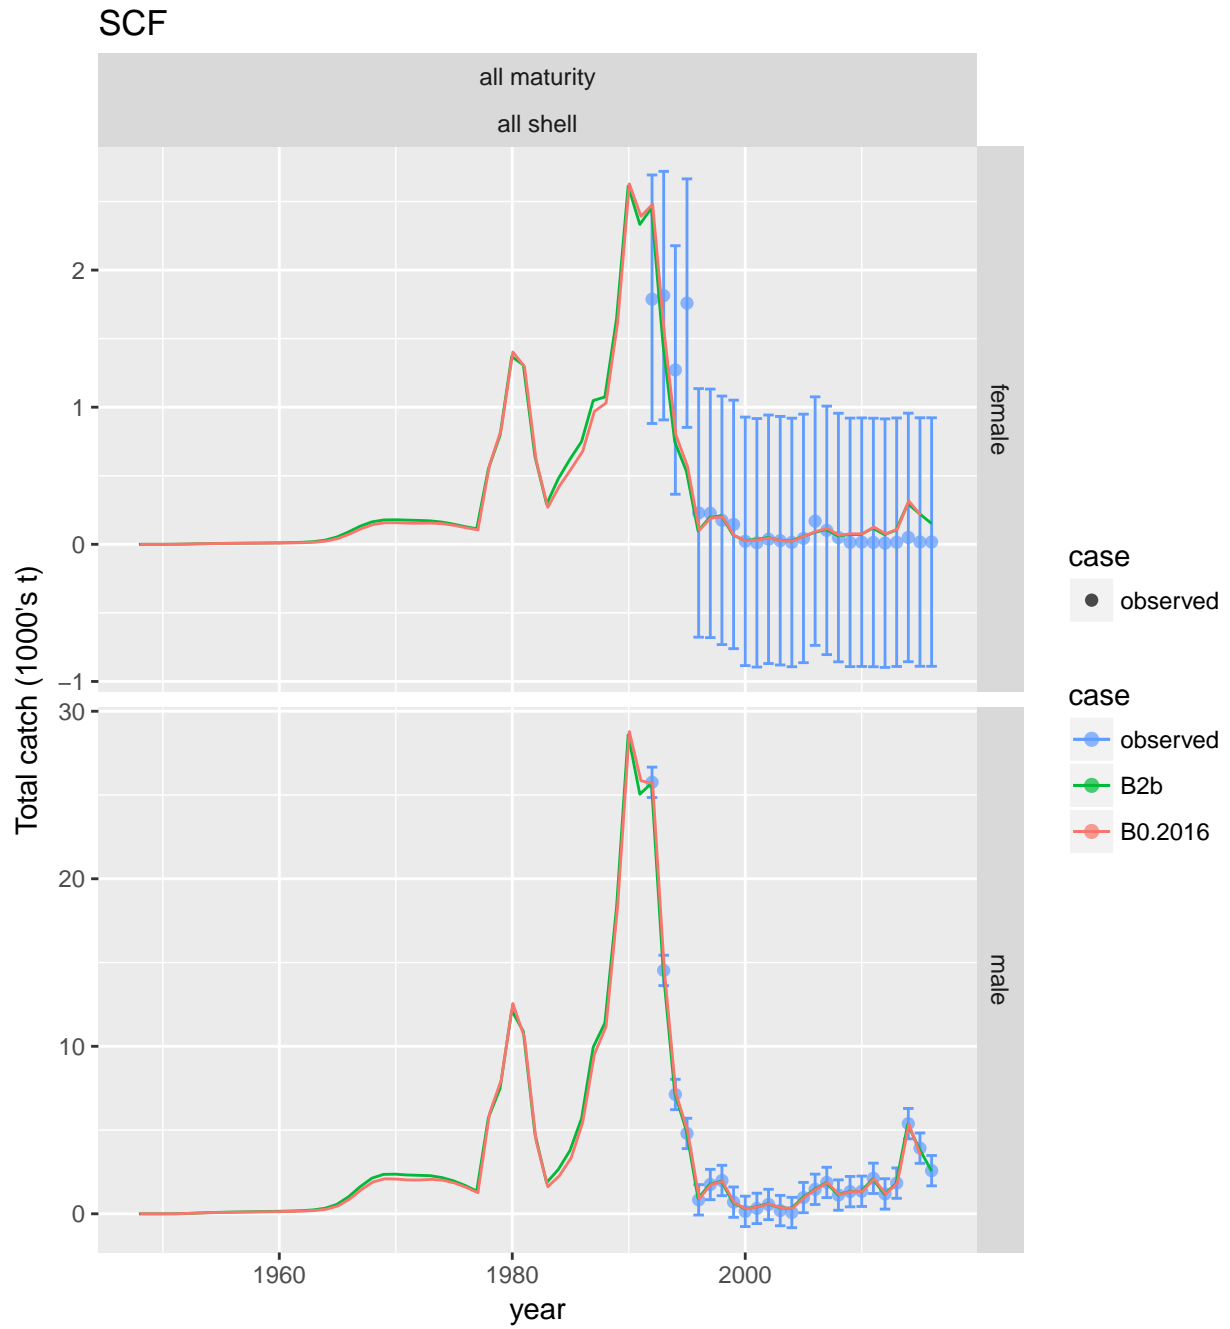 SCF
all maturity
all shell
Total catch (1000's t)
2
1
0
−1
female
30
20
10
0
male
1960
1980
2000
year
case
observed
case
observed
B2b
B0.2016